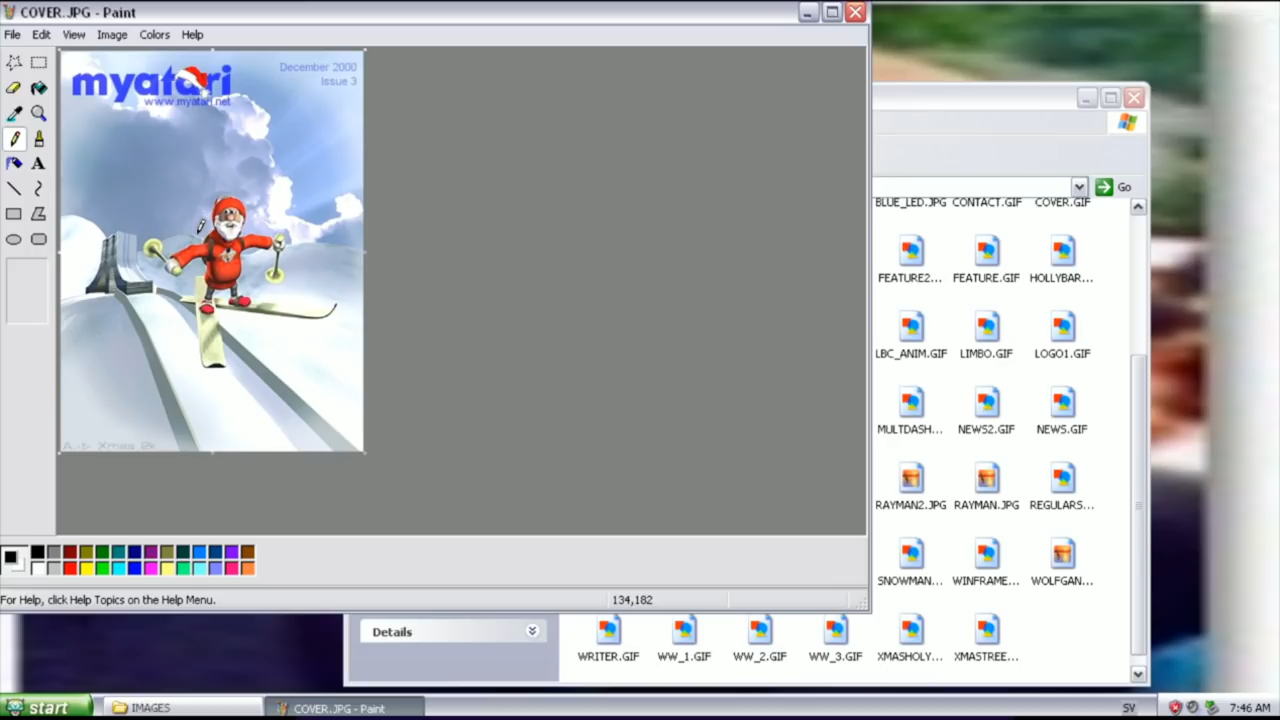 COVER.JPG - Paint
File Edit View Image Colors Help
myatari
www.myatari.net
December 2000
Issue 3
Go
BLUE_LED.JPG CONTACT.GIF COVER.GIF
FEATURE2... FEATURE.GIF HOLLYBAR...
LBC_ANIM.GIF LIMBO.GIF LOGO1.GIF
MULTDASH... NEWS2.GIF NEWS.GIF
RAYMAN2.JPG RAYMAN.JPG REGULARS...
SNOWMAN... WINFRAME... WOLFGAN...
For Help, click Help Topics on the Help Menu.
134,182
Details
WRITER.GIF WW_1.GIF WW_2.GIF WW_3.GIF XMASHOLY... XMASTREE...
start
IMAGES
COVER.JPG - Paint
SV
7:46 AM